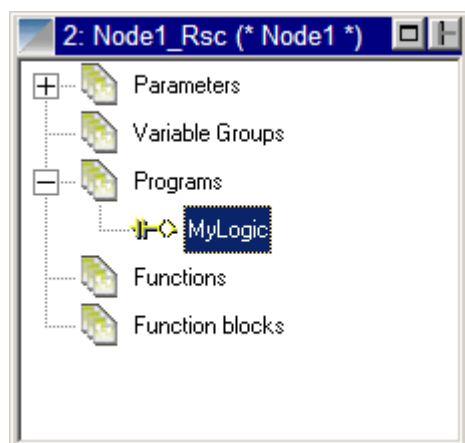 2: Node1_Rsc (* Node1 *)
Parameters
Variable Groups
Programs
MyLogic
Functions
Function blocks